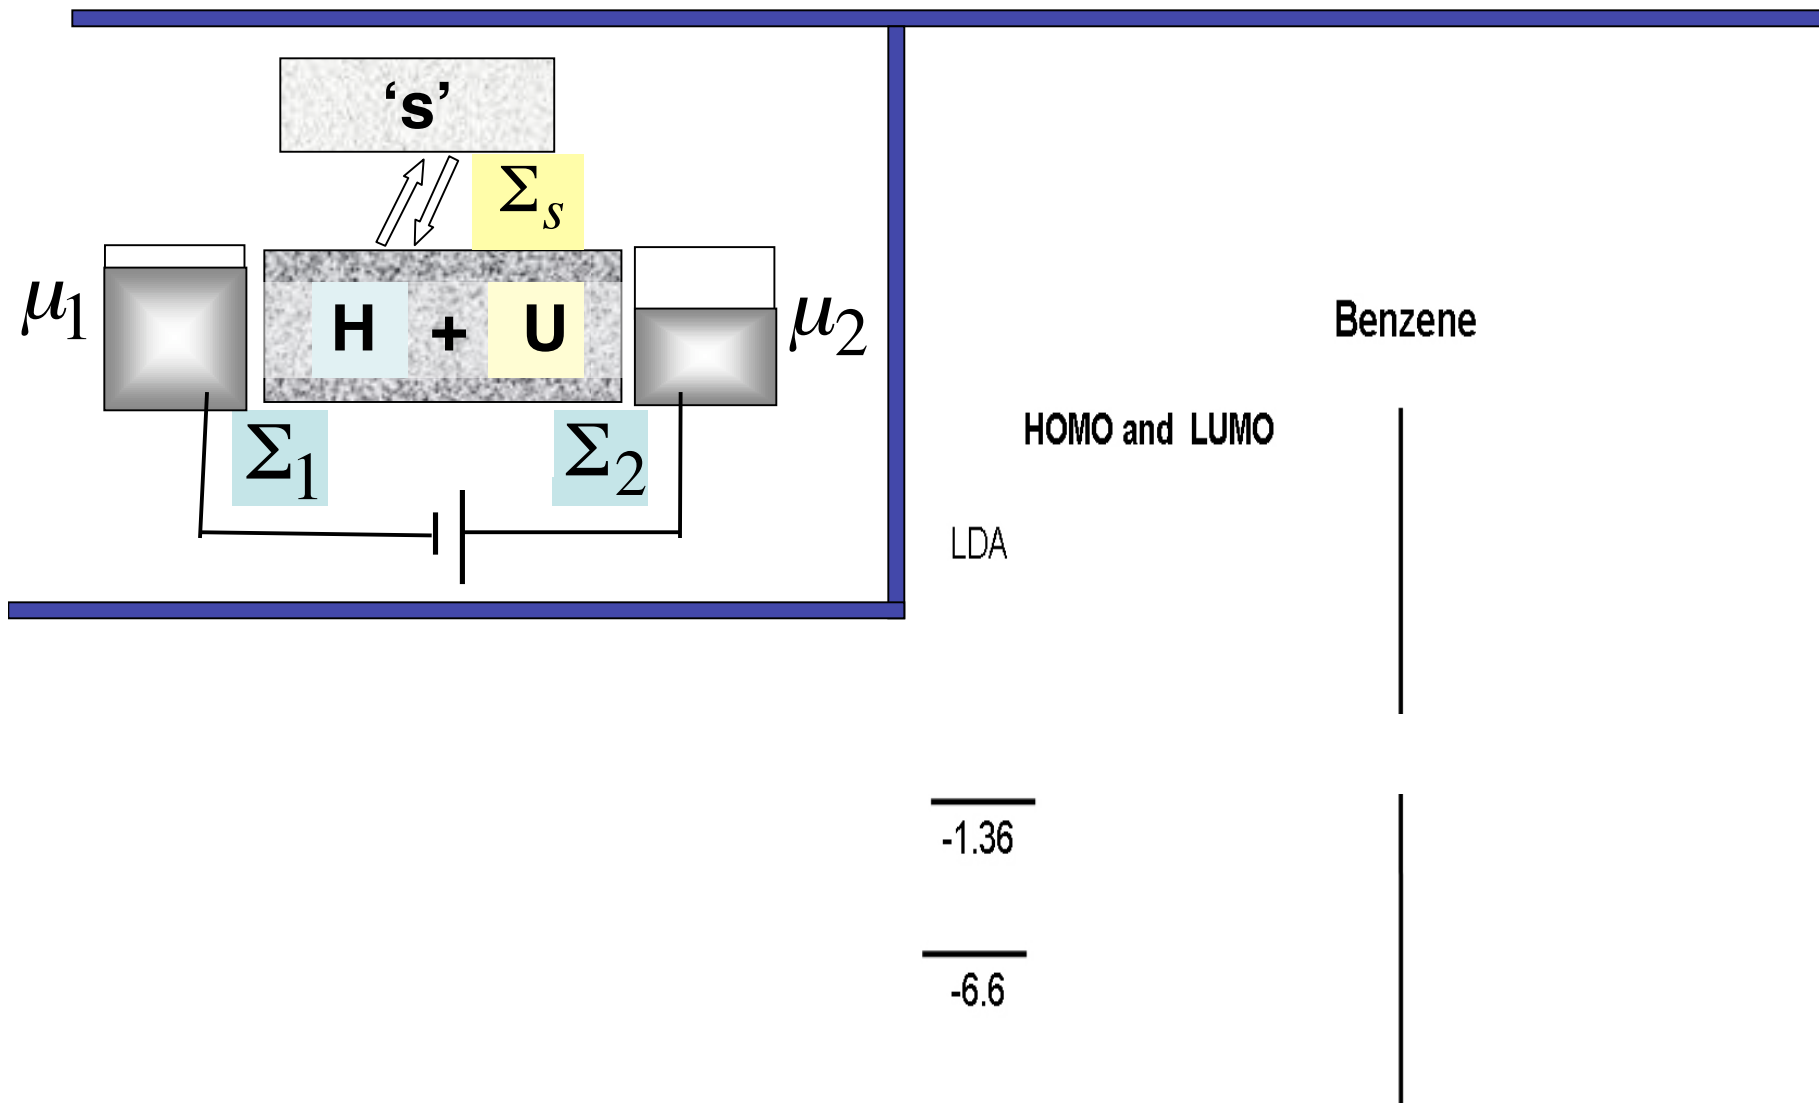 ‘s’
Σs
μ1
H + U
μ2
Σ1
Σ2
Benzene
HOMO and LUMO
LDA
-1.36
-6.6